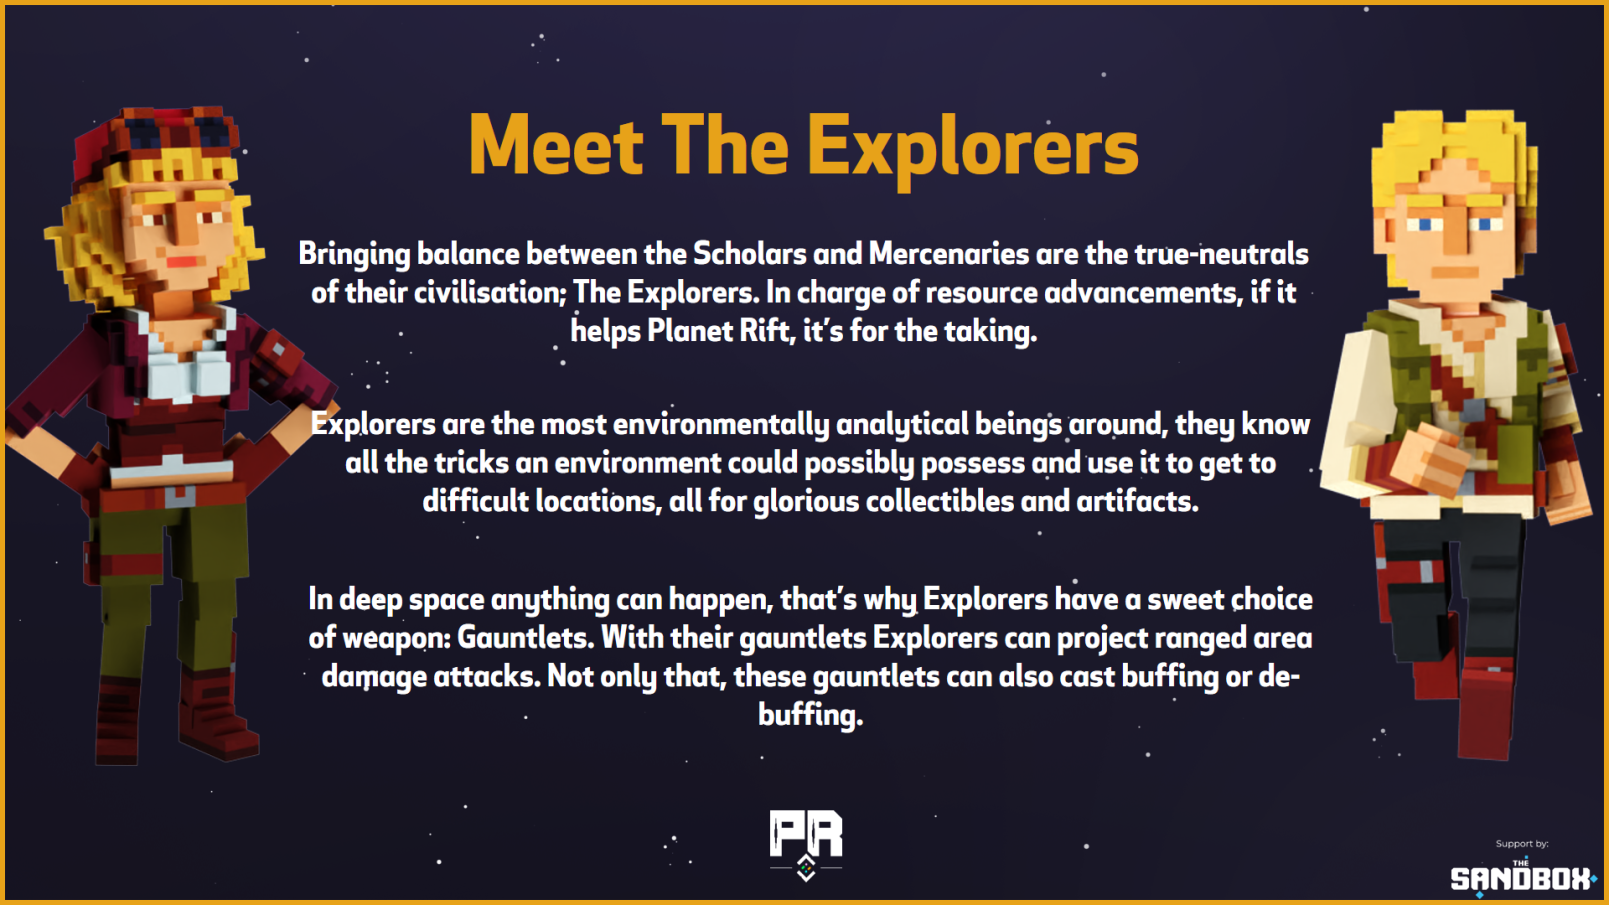 Meet The Explorers
Bringing balance between the Scholars and Mercenaries are the true-neutrals
of their civilisation; The Explorers. In charge of resource advancements, if it
helps Planet Rift, it's for the taking.
Explorers are the most environmentally analytical beings around, they know
all the tricks an environment could possibly possess and use it to get to
difficult locations, all for glorious collectibles and artifacts.
In deep space anything can happen, that's why Explorers have a sweet choice
of weapon: Gauntlets. With their gauntlets Explorers can project ranged area
damage attacks. Not only that, these gauntlets can also cast buffing or de-
buffing.
PR
Support by:
THE
SANDBOX